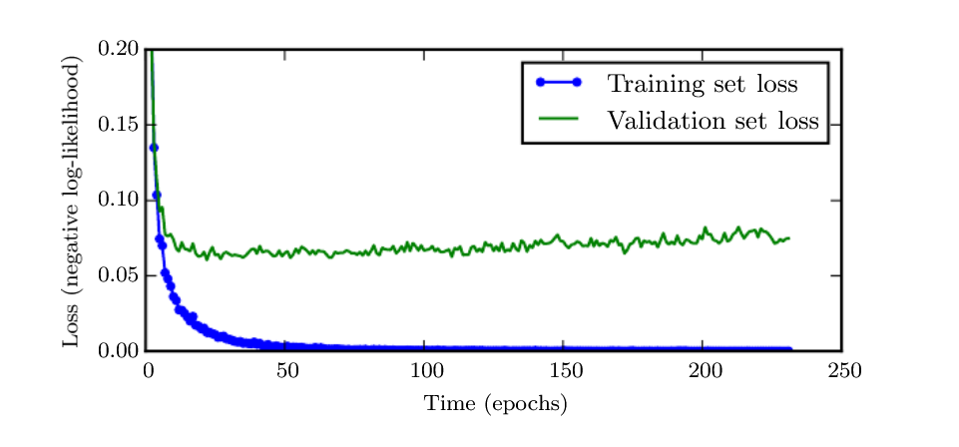 Loss (negative log-likelihood)
0.20
0.15
0.10
0.05
0.00
Training set loss
Validation set loss
0 50 100 150 200 250
Time (epochs)